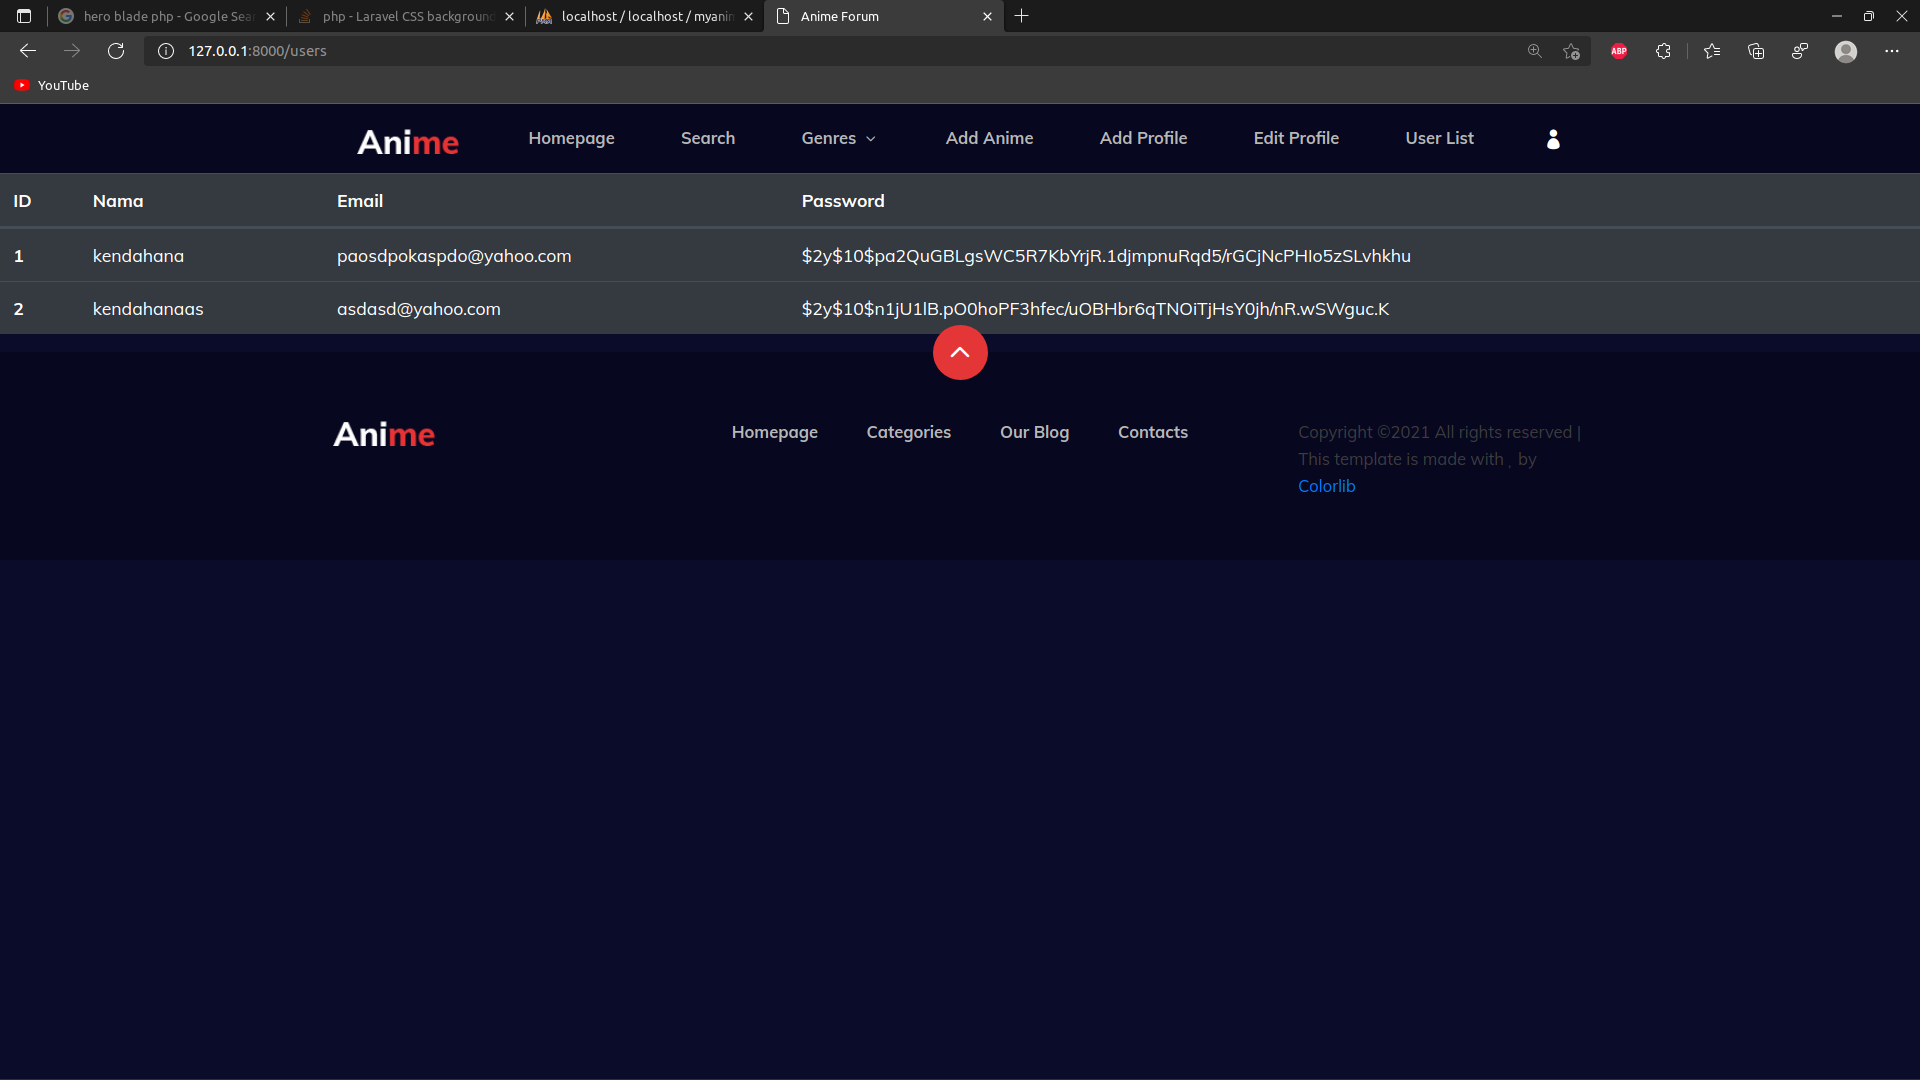 hero blade php - Google Sea
php - Laravel CSS background
localhost / localhost / myanim
Anime Forum
127.0.0.1:8000/users
ABP
YouTube
Anime Homepage Search Genres Add Anime Add Profile Edit Profile User List
ID Nama Email Password
1 kendahana paosdpokaspdo@yahoo.com $2y$10$pa2QuGBLgsWC5R7KbYrjR.1djmpnuRqd5/rGCjNcPHIo5zSLvhkhu
2 kendahanaas asdasd@yahoo.com $2y$10$n1jU1lB.pO0hoPF3hfec/uOBHbr6qTNOiTjHsY0jh/nR.wSWguc.K
Anime Homepage Categories Our Blog Contacts
Copyright ©2021 All rights reserved |
This template is made with by
Colorlib